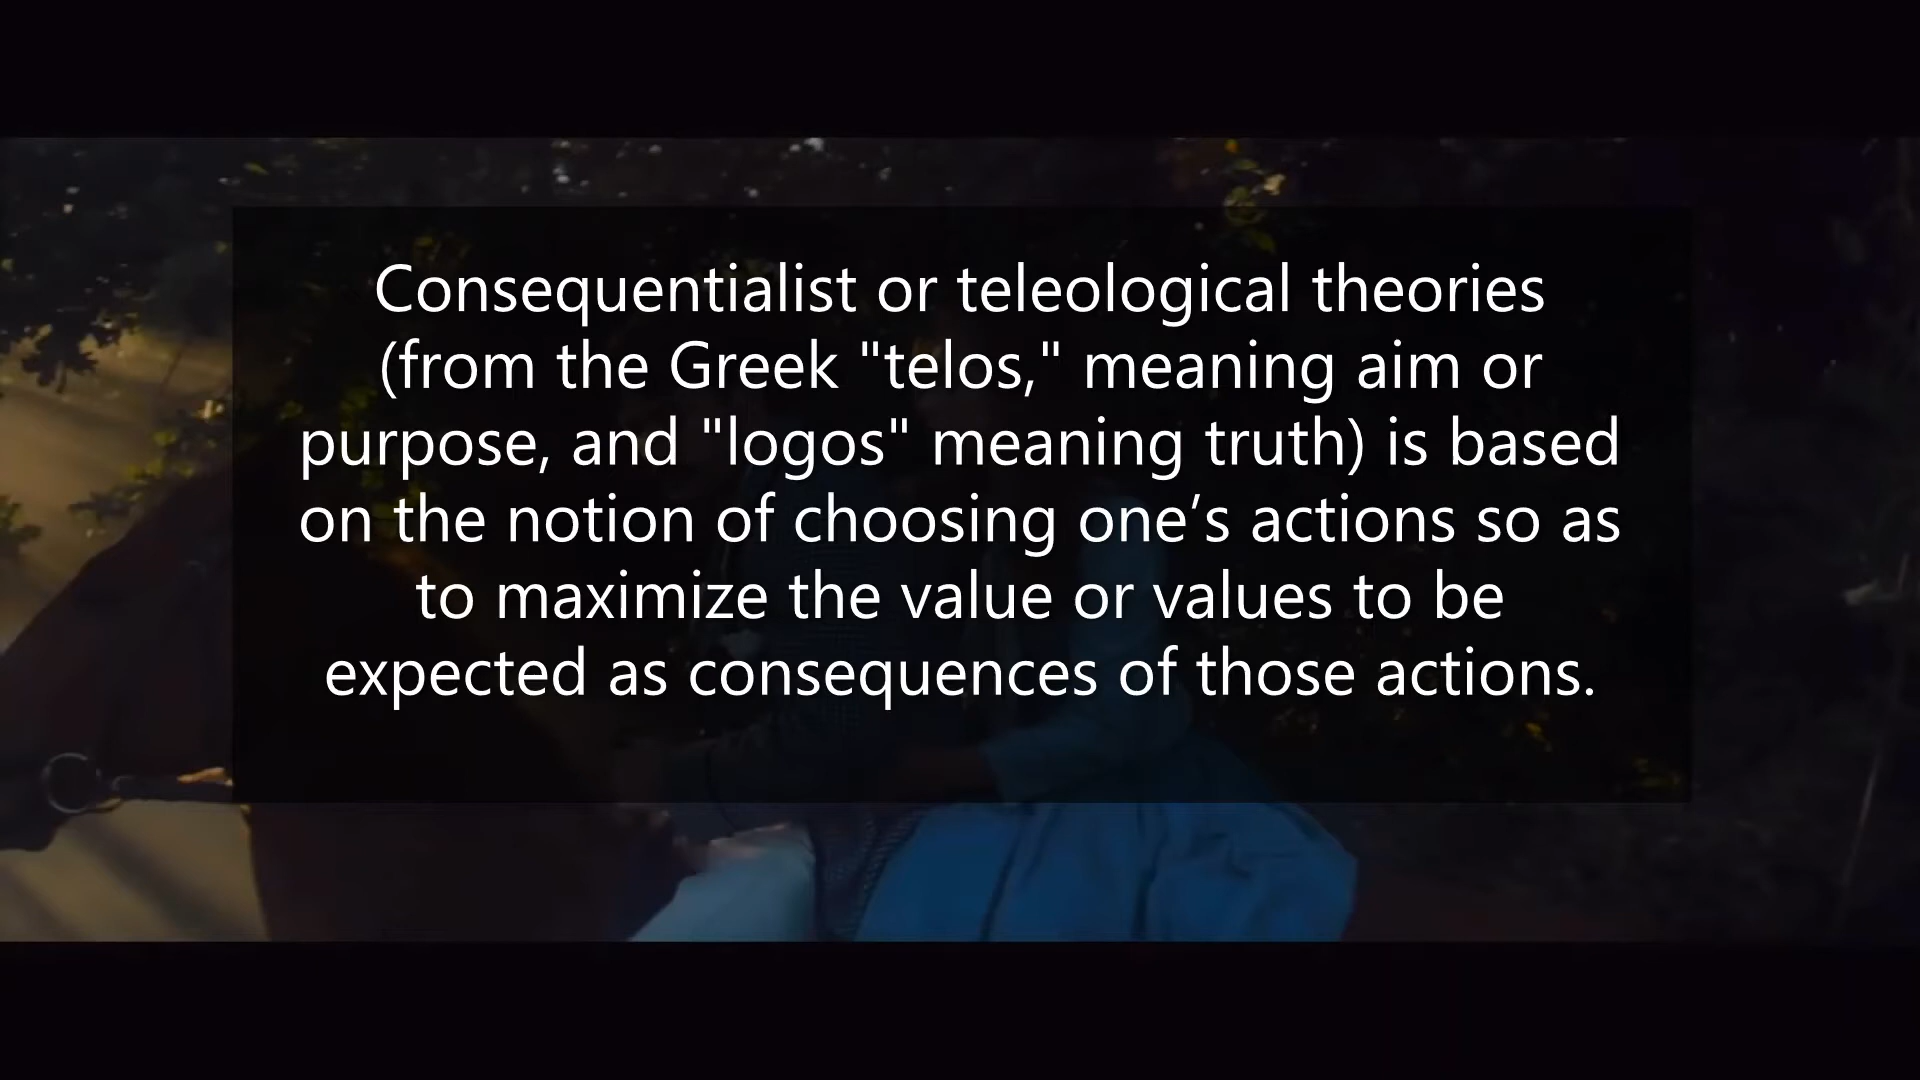 Consequentialist or teleological theories
(from the Greek "telos," meaning aim or
purpose, and "logos" meaning truth) is based
on the notion of choosing one’s actions so as
to maximize the value or values to be
expected as consequences of those actions.